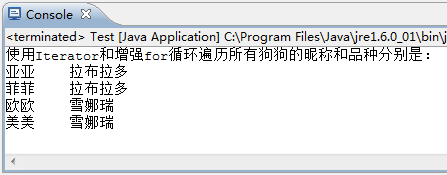 Console
<terminated> Test [Java Application] C:\Program Files\Java\jre1.6.0_01\bin\j
使用Iterator和增强for循环遍历所有狗狗的昵称和品种分别是：
亚亚 拉布拉多
菲菲 拉布拉多
欧欧 雪娜瑞
美美 雪娜瑞